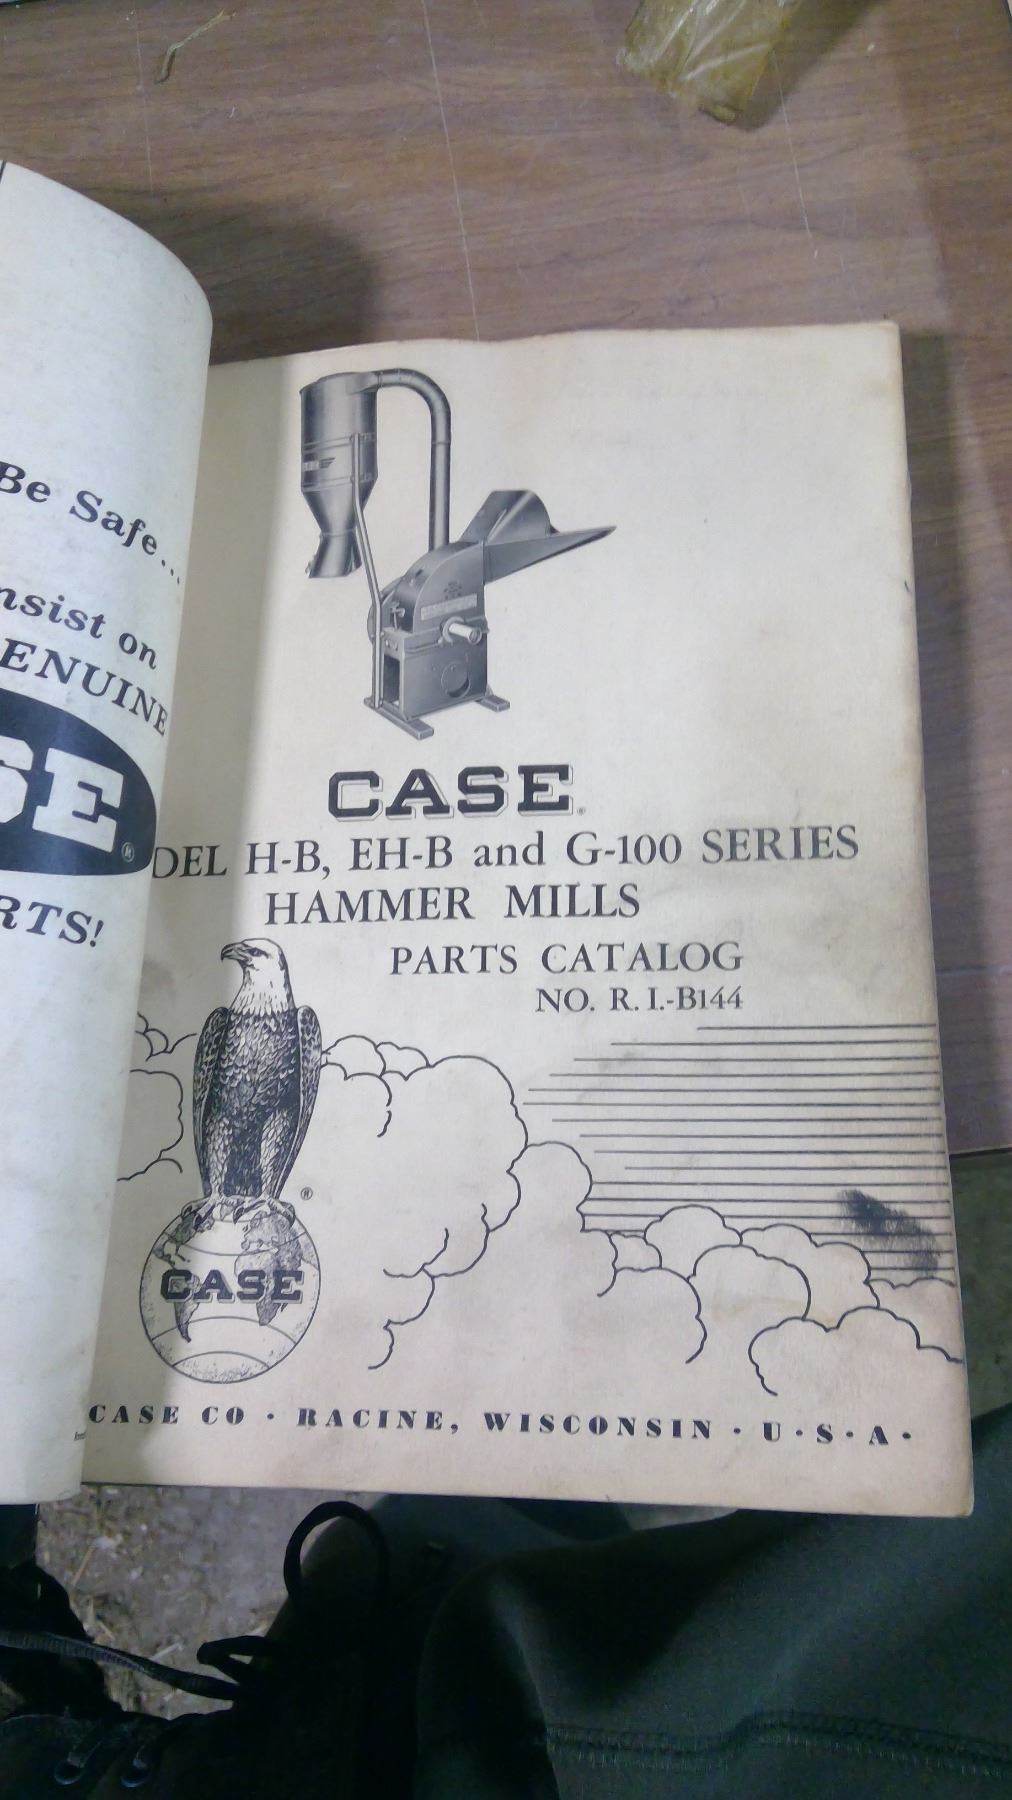 Be Safe...
nsist on
ENUINE
SE®
RTS!
CASE®
DEL H-B, EH-B and G-100 SERIES
HAMMER MILLS
PARTS CATALOG
NO. R. I.-B144
®
CASE
CASE CO · RACINE, WISCONSIN · U·S·A·